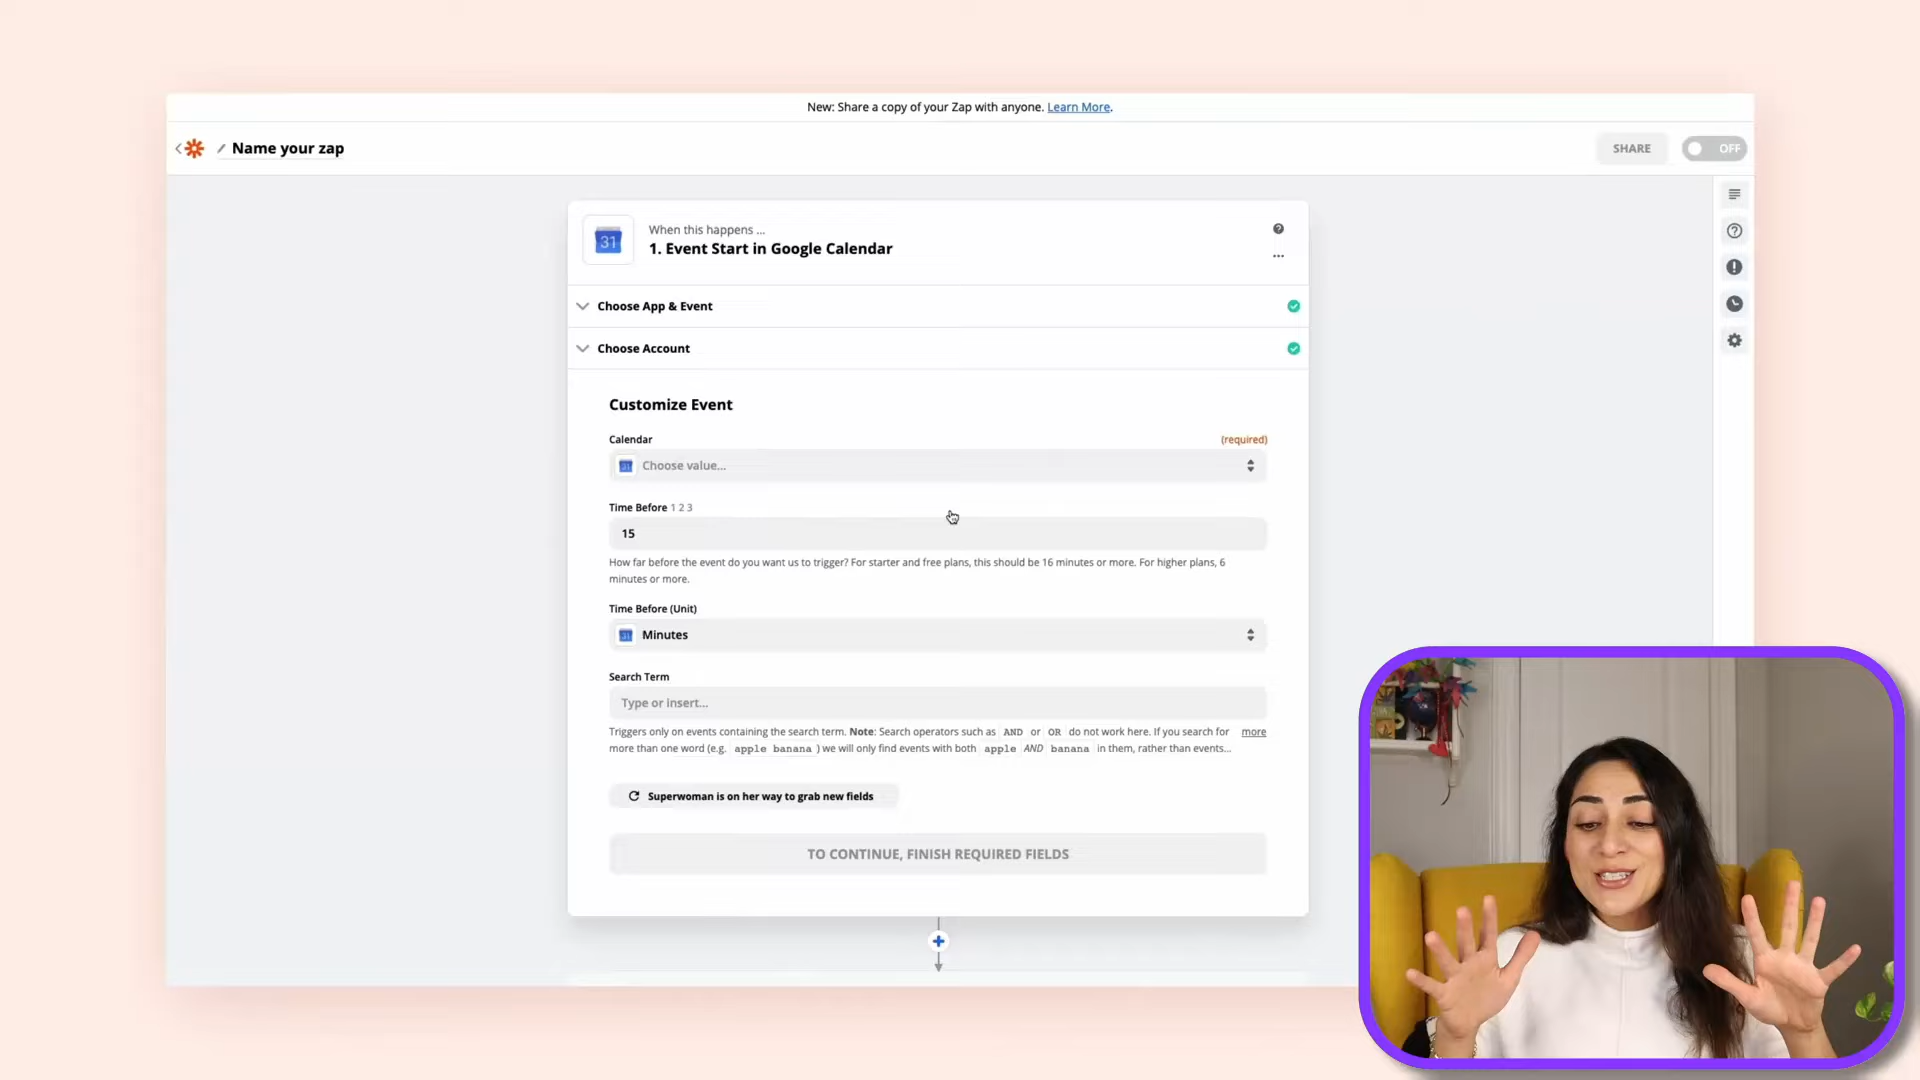 New: Share a copy of your Zap with anyone. Learn More.
Name your zap
SHARE
OFF
When this happens ...
31
1. Event Start in Google Calendar
Choose App & Event
Choose Account
Customize Event
Calendar
(required)
31
Choose value...
Time Before 1 2 3
15
How far before the event do you want us to trigger? For starter and free plans, this should be 16 minutes or more. For higher plans, 6
minutes or more.
Time Before (Unit)
31
Minutes
Search Term
Type or insert...
Triggers only on events containing the search term. Note: Search operators such as AND or OR do not work here. If you search for more
more than one word (e.g. apple banana ) we will only find events with both apple AND banana in them, rather than events...
Superwoman is on her way to grab new fields
TO CONTINUE, FINISH REQUIRED FIELDS